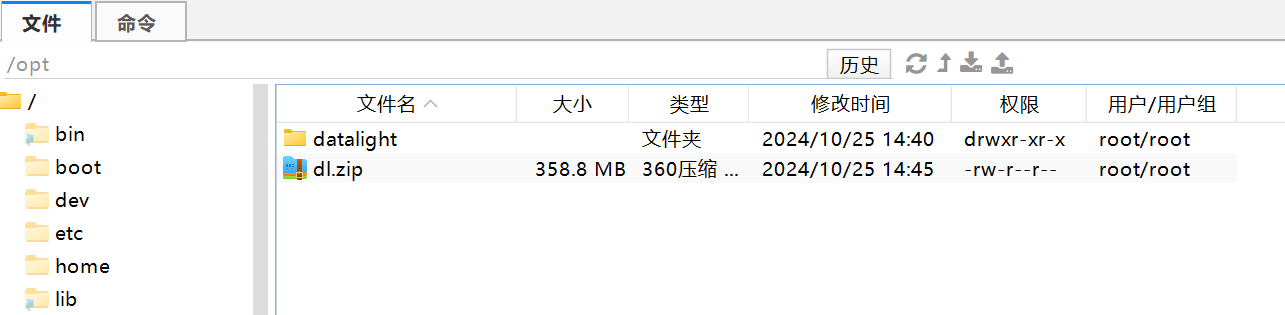 文件 命令
/opt 历史
/
bin
boot
dev
etc
home
lib
文件名 大小 类型 修改时间 权限 用户/用户组
datalight 文件夹 2024/10/25 14:40 drwxr-xr-x root/root
dl.zip 358.8 MB 360压缩 ... 2024/10/25 14:45 -rw-r--r-- root/root